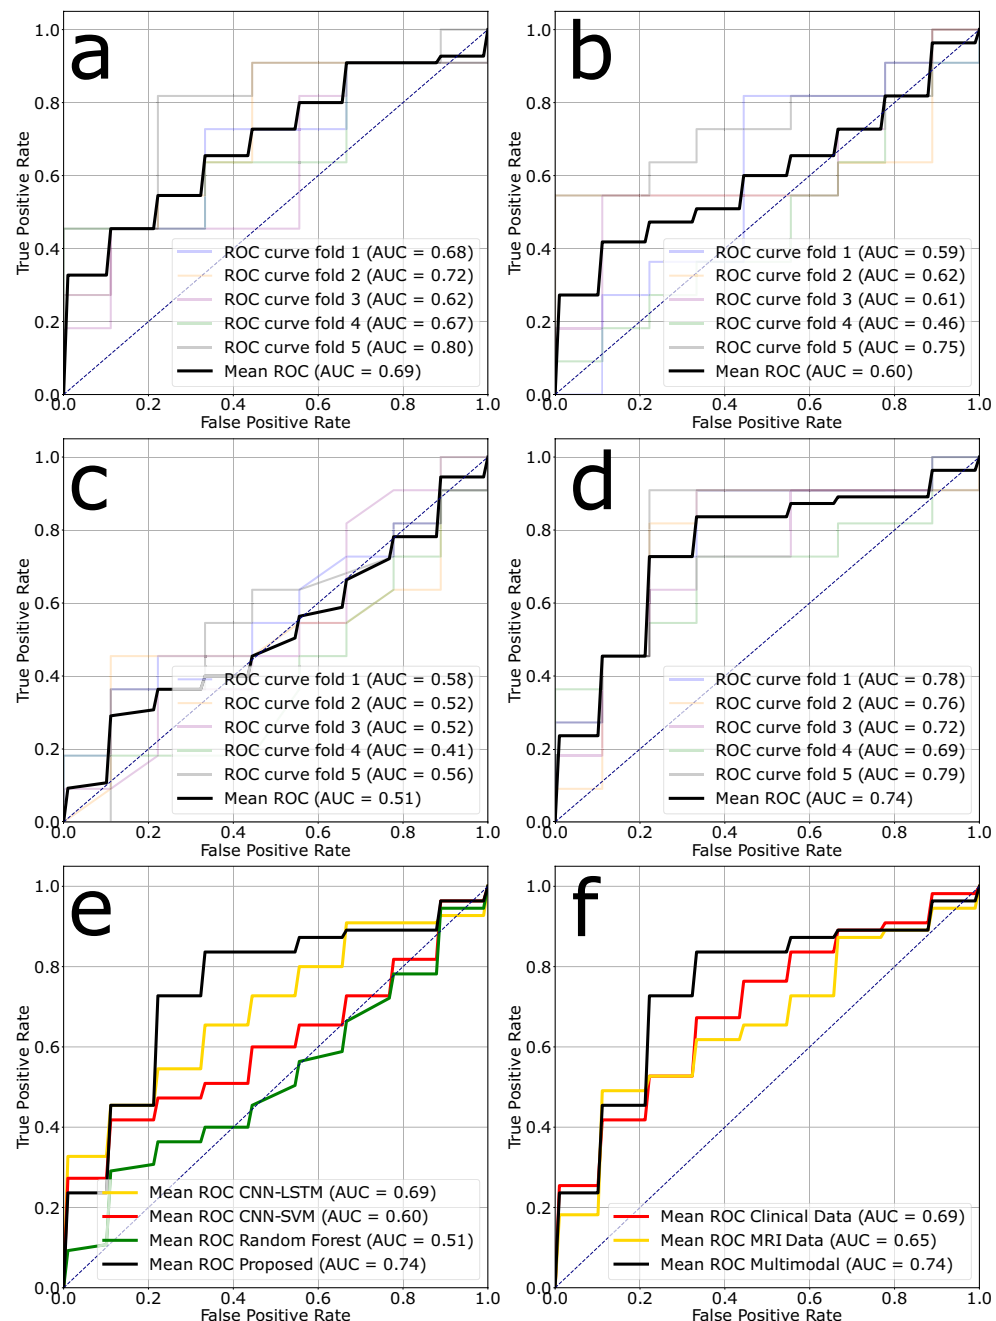 a
1.0
0.8
0.6
0.4
0.2
0.0
True Positive Rate
ROC curve fold 1 (AUC = 0.68)
ROC curve fold 2 (AUC = 0.72)
ROC curve fold 3 (AUC = 0.62)
ROC curve fold 4 (AUC = 0.67)
ROC curve fold 5 (AUC = 0.80)
Mean ROC (AUC = 0.69)
0.0 0.2 0.4 0.6 0.8 1.0
False Positive Rate
b
1.0
0.8
0.6
0.4
0.2
0.0
True Positive Rate
ROC curve fold 1 (AUC = 0.59)
ROC curve fold 2 (AUC = 0.62)
ROC curve fold 3 (AUC = 0.61)
ROC curve fold 4 (AUC = 0.46)
ROC curve fold 5 (AUC = 0.75)
Mean ROC (AUC = 0.60)
0.0 0.2 0.4 0.6 0.8 1.0
False Positive Rate
c
1.0
0.8
0.6
0.4
0.2
0.0
True Positive Rate
ROC curve fold 1 (AUC = 0.58)
ROC curve fold 2 (AUC = 0.52)
ROC curve fold 3 (AUC = 0.52)
ROC curve fold 4 (AUC = 0.41)
ROC curve fold 5 (AUC = 0.56)
Mean ROC (AUC = 0.51)
0.0 0.2 0.4 0.6 0.8 1.0
False Positive Rate
d
1.0
0.8
0.6
0.4
0.2
0.0
True Positive Rate
ROC curve fold 1 (AUC = 0.78)
ROC curve fold 2 (AUC = 0.76)
ROC curve fold 3 (AUC = 0.72)
ROC curve fold 4 (AUC = 0.69)
ROC curve fold 5 (AUC = 0.79)
Mean ROC (AUC = 0.74)
0.0 0.2 0.4 0.6 0.8 1.0
False Positive Rate
e
1.0
0.8
0.6
0.4
0.2
0.0
True Positive Rate
Mean ROC CNN-LSTM (AUC = 0.69)
Mean ROC CNN-SVM (AUC = 0.60)
Mean ROC Random Forest (AUC = 0.51)
Mean ROC Proposed (AUC = 0.74)
0.0 0.2 0.4 0.6 0.8 1.0
False Positive Rate
f
1.0
0.8
0.6
0.4
0.2
0.0
True Positive Rate
Mean ROC Clinical Data (AUC = 0.69)
Mean ROC MRI Data (AUC = 0.65)
Mean ROC Multimodal (AUC = 0.74)
0.0 0.2 0.4 0.6 0.8 1.0
False Positive Rate